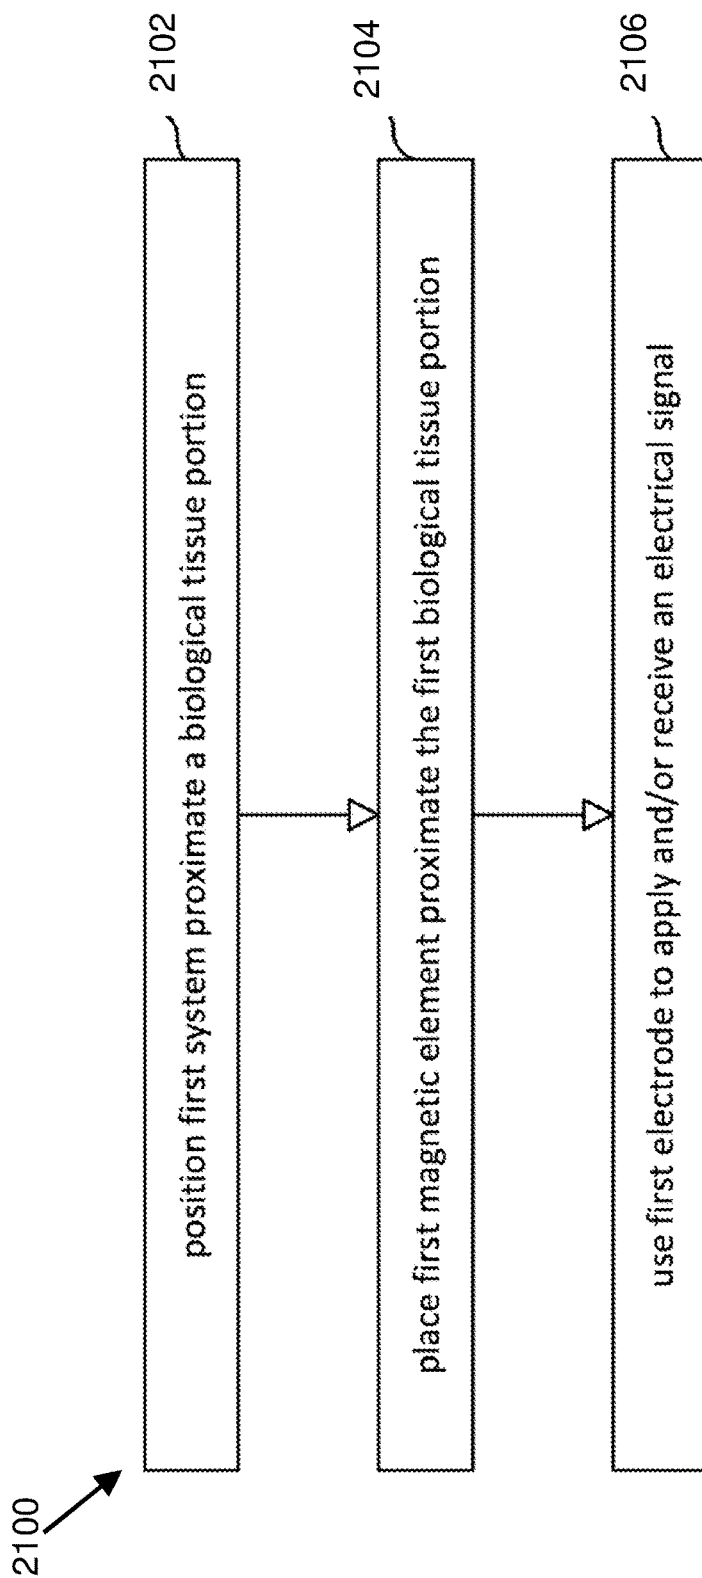 2100
position first system proximate a biological tissue portion
2102
place first magnetic element proximate the first biological tissue portion
2104
use first electrode to apply and/or receive an electrical signal
2106